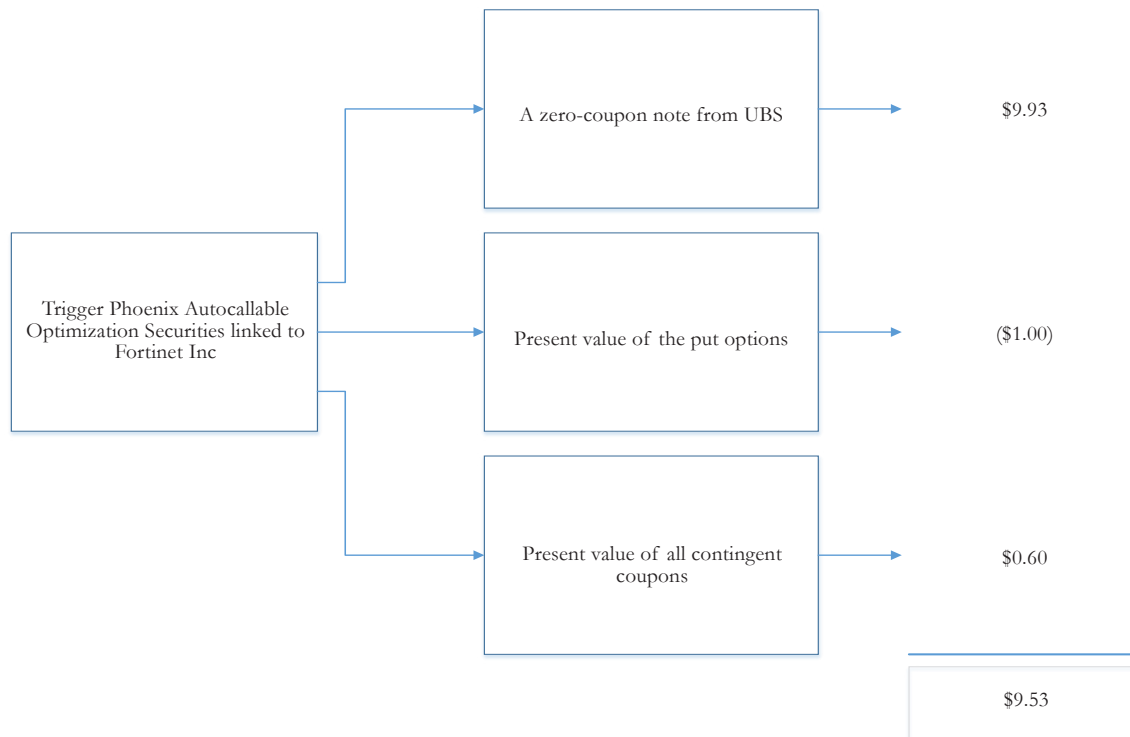 A zero-coupon note from UBS
$9.93
Trigger Phoenix Autocallable
Optimization Securities linked to
Fortinet Inc
Present value of the put options
($1.00)
Present value of all contingent
coupons
$0.60
$9.53